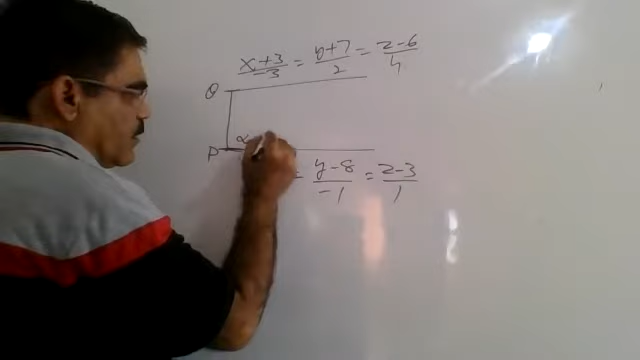 x+3/-3 = y+7/2 = z-6/4
Q
P α
= y-8/-1 = z-3/1